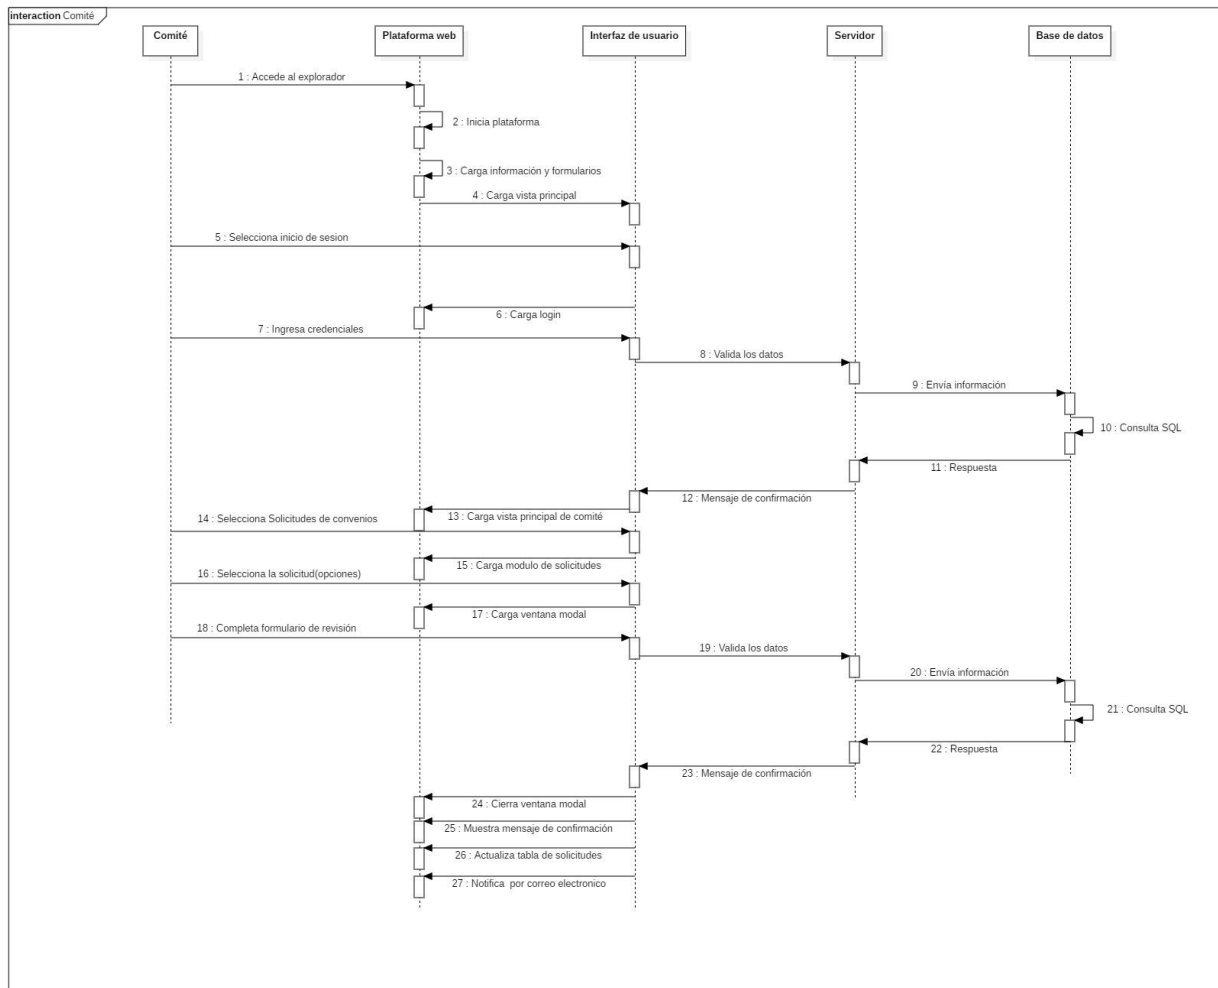 interaction Comité
Comité
Plataforma web
Interfaz de usuario
Servidor
Base de datos
1 : Accede al explorador
2 : Inicia plataforma
3 : Carga información y formularios
4 : Carga vista principal
5 : Selecciona inicio de sesion
6 : Carga login
7 : Ingresa credenciales
8 : Valida los datos
9 : Envía información
10 : Consulta SQL
11 : Respuesta
12 : Mensaje de confirmación
13 : Carga vista principal de comité
14 : Selecciona Solicitudes de convenios
15 : Carga modulo de solicitudes
16 : Selecciona la solicitud(opciones)
17 : Carga ventana modal
18 : Completa formulario de revisión
19 : Valida los datos
20 : Envía información
21 : Consulta SQL
22 : Respuesta
23 : Mensaje de confirmación
24 : Cierra ventana modal
25 : Muestra mensaje de confirmación
26 : Actualiza tabla de solicitudes
27 : Notifica  por correo electronico